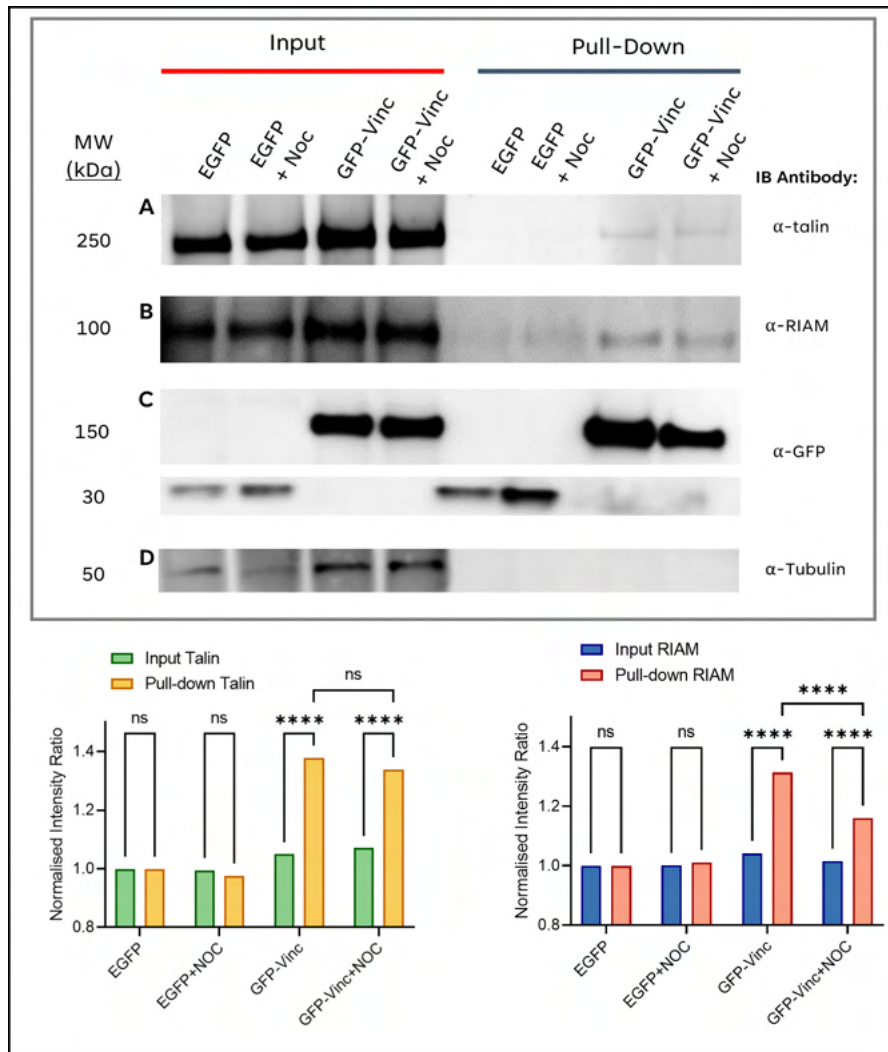 Input
Pull-Down
MW
(kDa)
EGFP
EGFP
+ Noc
GFP-Vinc
GFP-Vinc
+ Noc
EGFP
EGFP
+ Noc
GFP-Vinc
GFP-Vinc
+ Noc
IB Antibody:
A
250
α-talin
B
100
α-RIAM
C
150
α-GFP
30
D
50
α-Tubulin
Input Talin
Pull-down Talin
Normalised Intensity Ratio
1.4
1.2
1.0
0.8
ns
ns
****
****
ns
EGFP
EGFP+NOC
GFP-Vinc
GFP-Vinc+NOC
Input RIAM
Pull-down RIAM
Normalised Intensity Ratio
1.4
1.2
1.0
0.8
ns
ns
****
****
****
EGFP
EGFP+NOC
GFP-Vinc
GFP-Vinc+NOC